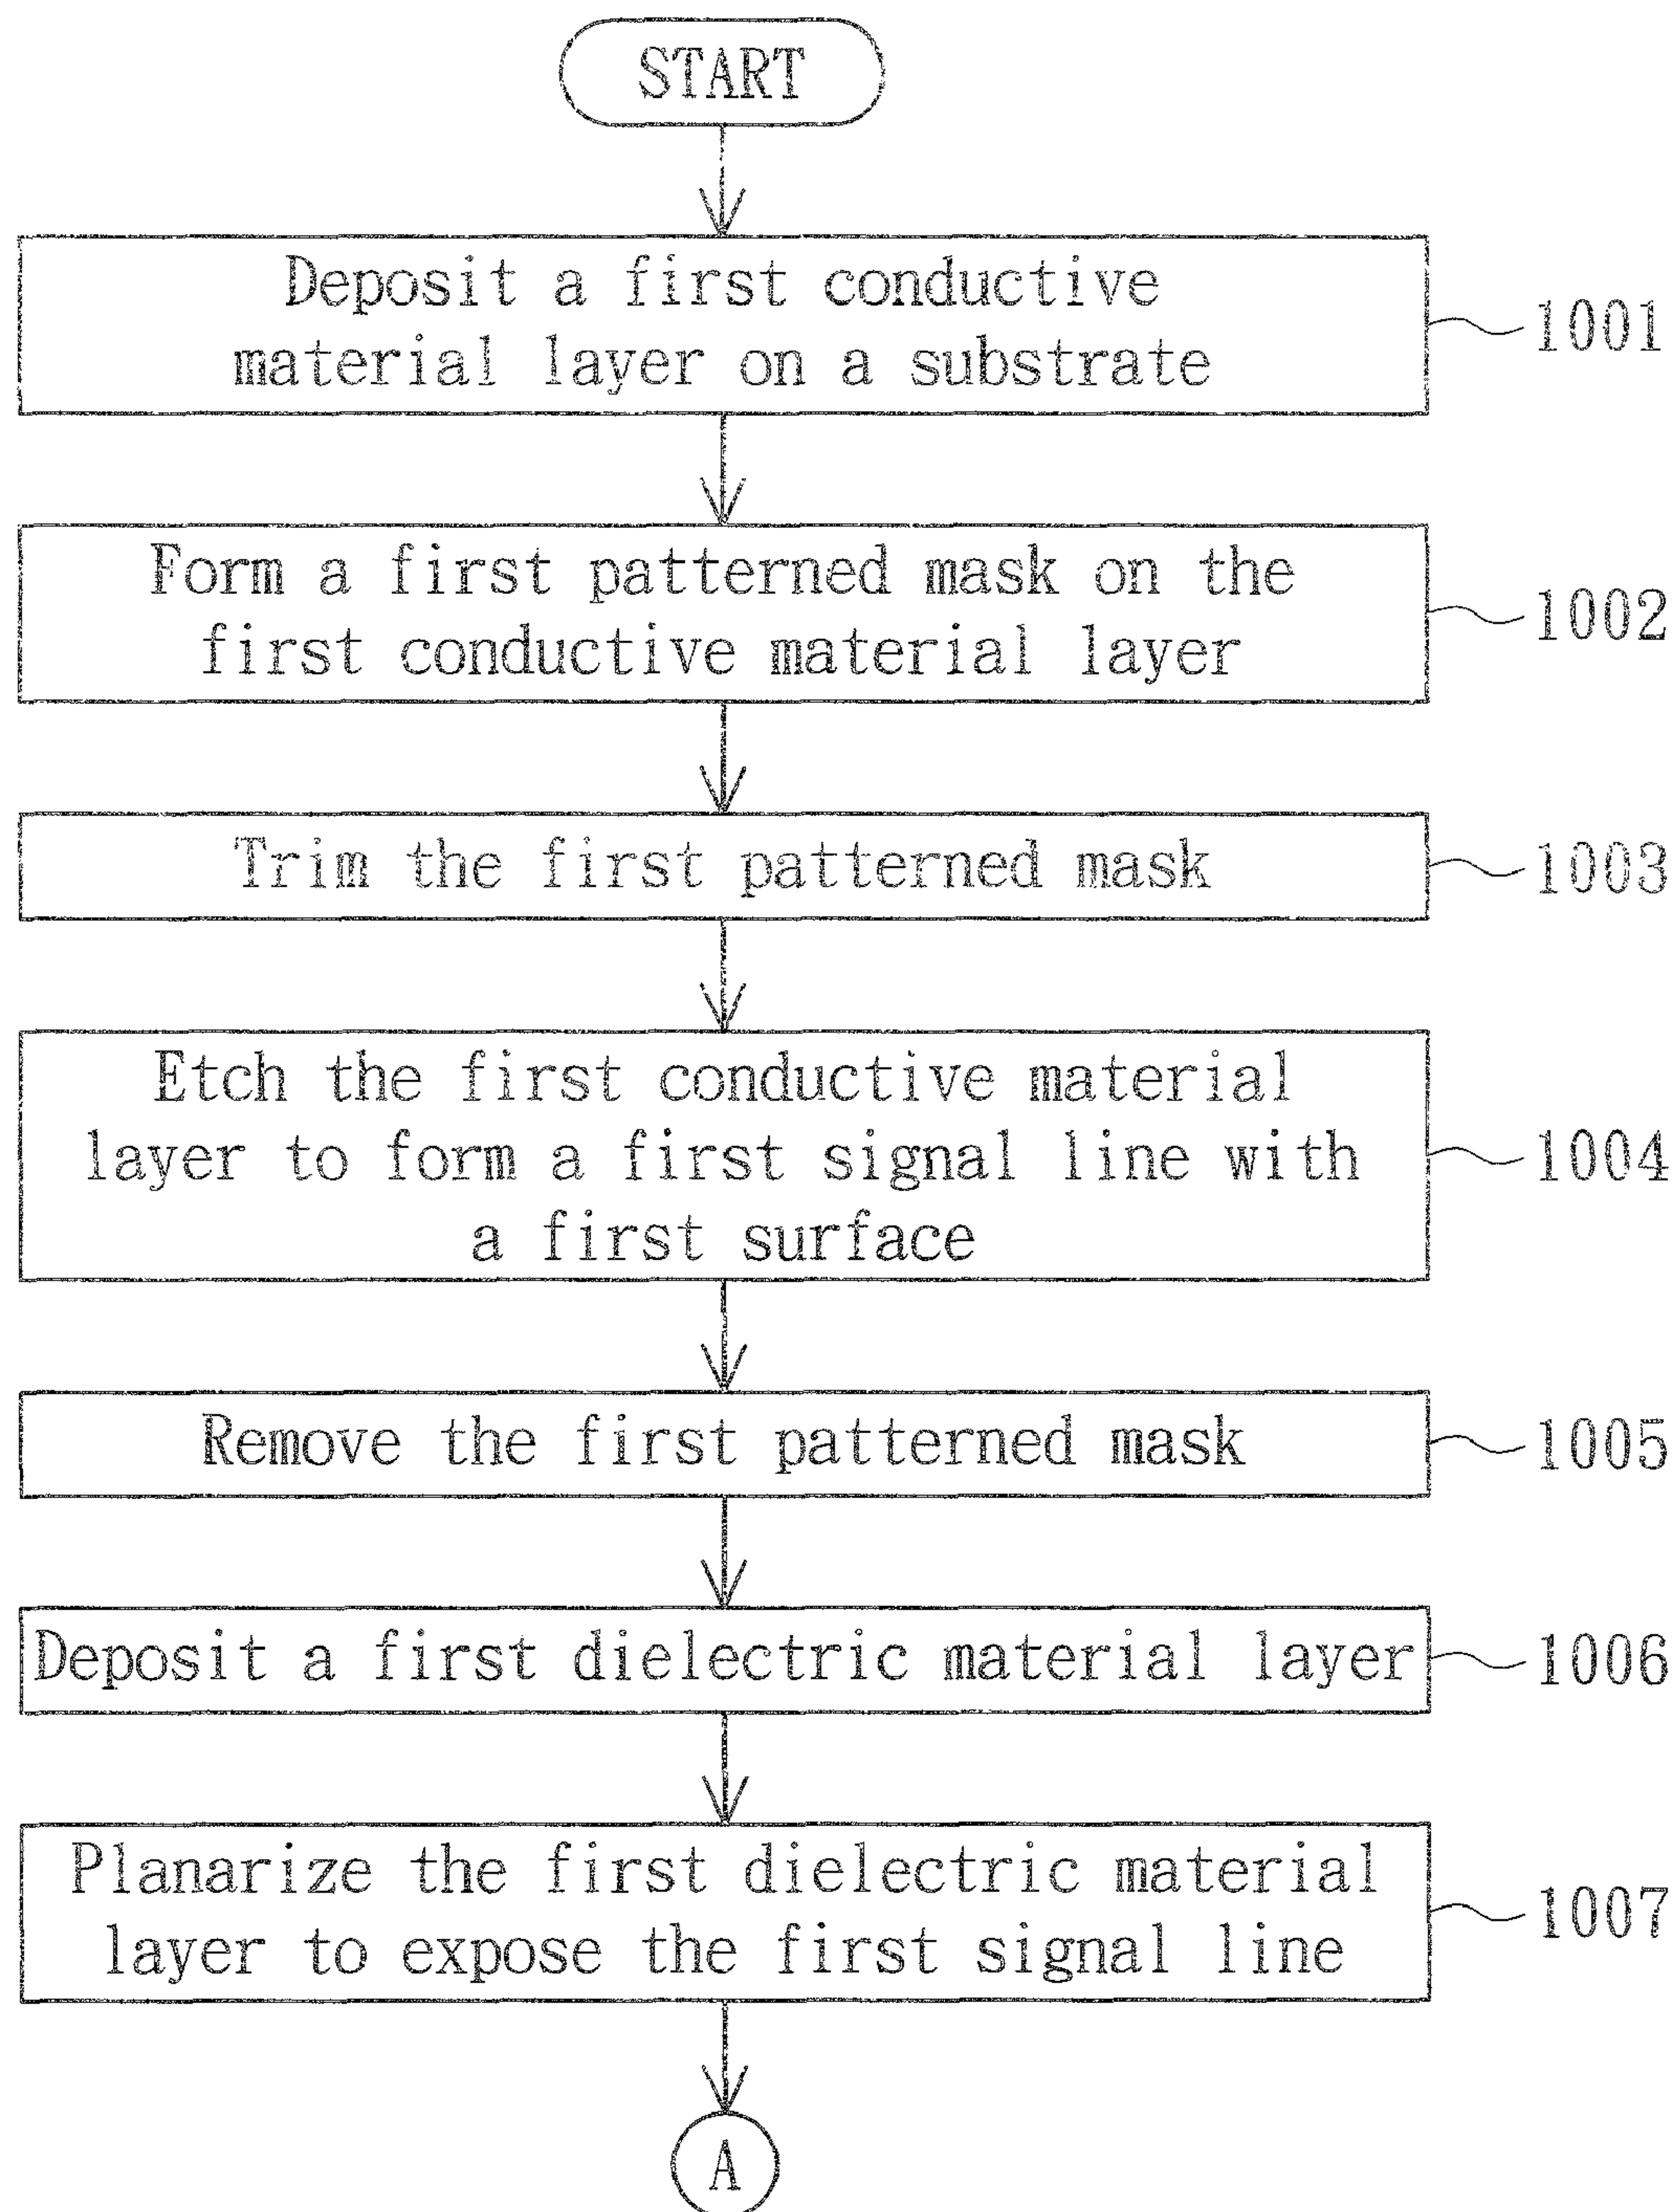 START
Deposit a first conductive
material layer on a substrate
1001
Form a first patterned mask on the
first conductive material layer
1002
Trim the first patterned mask
1003
Etch the first conductive material
layer to form a first signal line with
a first surface
1004
Remove the first patterned mask
1005
Deposit a first dielectric material layer
1006
Planarize the first dielectric material
layer to expose the first signal line
1007
A